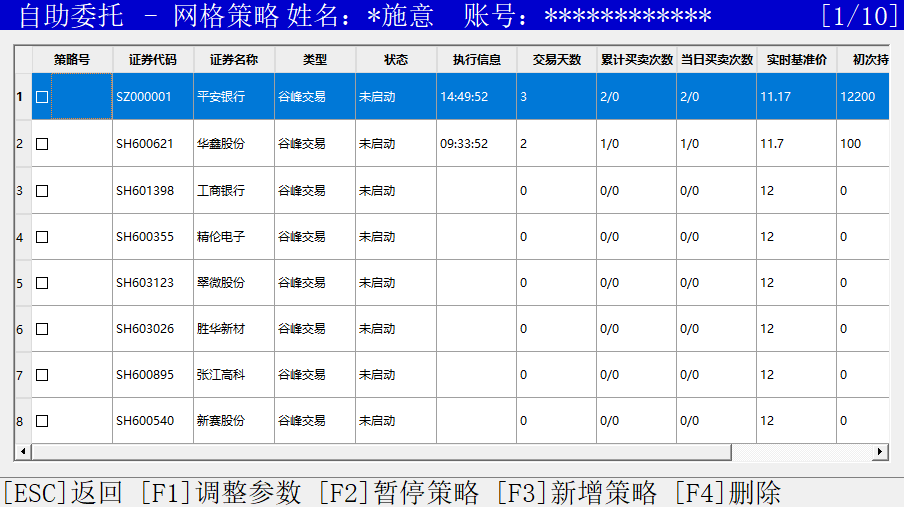 自助委托 - 网格策略 姓名：*施意 账号：************ [1/10]
策略号 证券代码 证券名称 类型 状态 执行信息 交易天数 累计买卖次数 当日买卖次数 实时基准价 初次持
1 SZ000001 平安银行 谷峰交易 未启动 14:49:52 3 2/0 2/0 11.17 12200
2 SH600621 华鑫股份 谷峰交易 未启动 09:33:52 2 1/0 1/0 11.7 100
3 SH601398 工商银行 谷峰交易 未启动 0 0/0 0/0 12 0
4 SH600355 精伦电子 谷峰交易 未启动 0 0/0 0/0 12 0
5 SH603123 翠微股份 谷峰交易 未启动 0 0/0 0/0 12 0
6 SH603026 胜华新材 谷峰交易 未启动 0 0/0 0/0 12 0
7 SH600895 张江高科 谷峰交易 未启动 0 0/0 0/0 12 0
8 SH600540 新赛股份 谷峰交易 未启动 0 0/0 0/0 12 0
[ESC]返回 [F1]调整参数 [F2]暂停策略 [F3]新增策略 [F4]删除